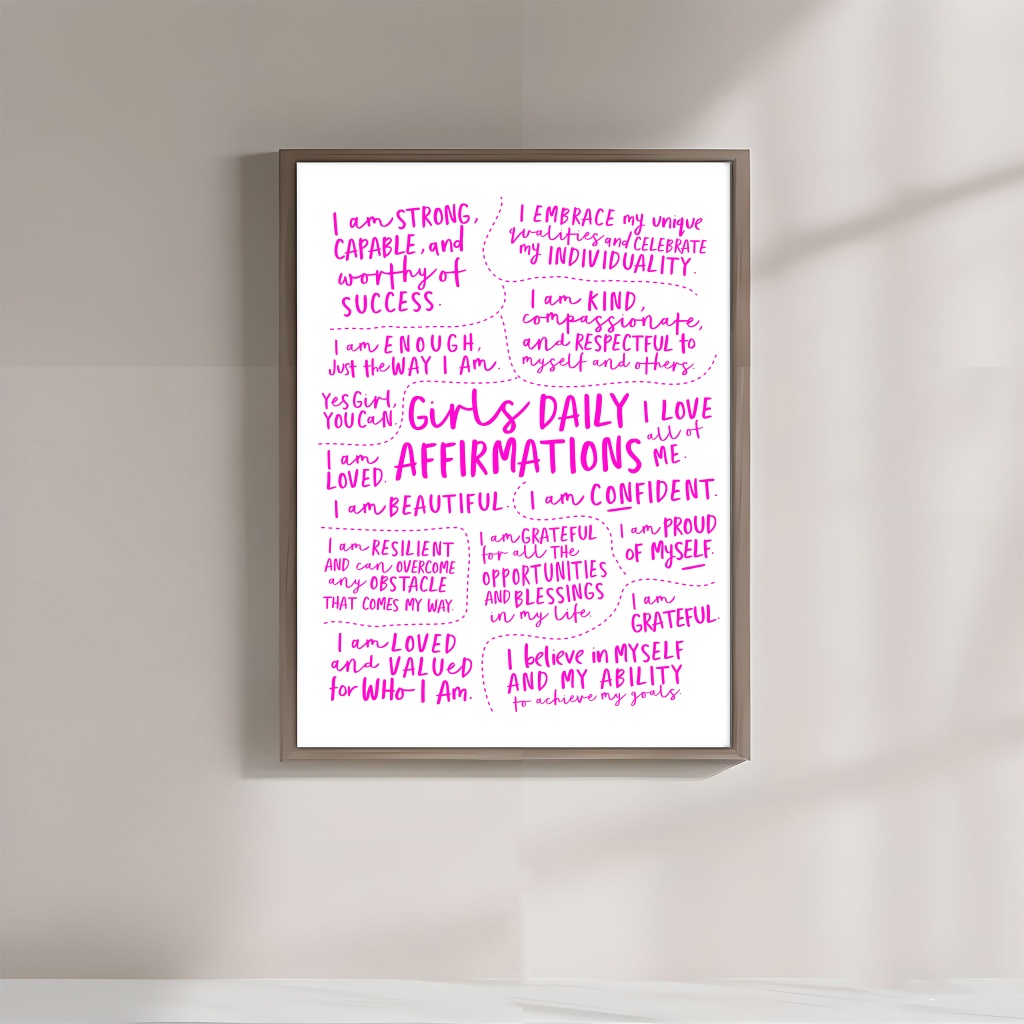 I am STRONG,
CAPABLE, and
worthy of
SUCCESS.
I EMBRACE my unique
qualities and CELEBRATE
my INDIVIDUALITY.
I am KIND,
compassionate,
and RESPECTFUL to
myself and others.
I am ENOUGH,
Just the WAY I Am.
Yes Girl,
YOU CaN.
Girls DAILY
AFFIRMATIONS
I LOVE
all of
ME.
I am
LOVED.
I am BEAUTIFUL.
I am CONFIDENT.
I am RESILIENT
AND can OVERCOME
any OBSTACLE
THAT COMES MY WAY.
I am GRATEFUL
for all THE
OPPORTUNITIES
AND BLESSINGS
in my life.
I am PROUD
OF MySELF.
I am
GRATEFUL.
I am LOVED
and VALUeD
for WHo I Am.
I believe in MYSELF
AND MY ABILITY
to achieve my goals.